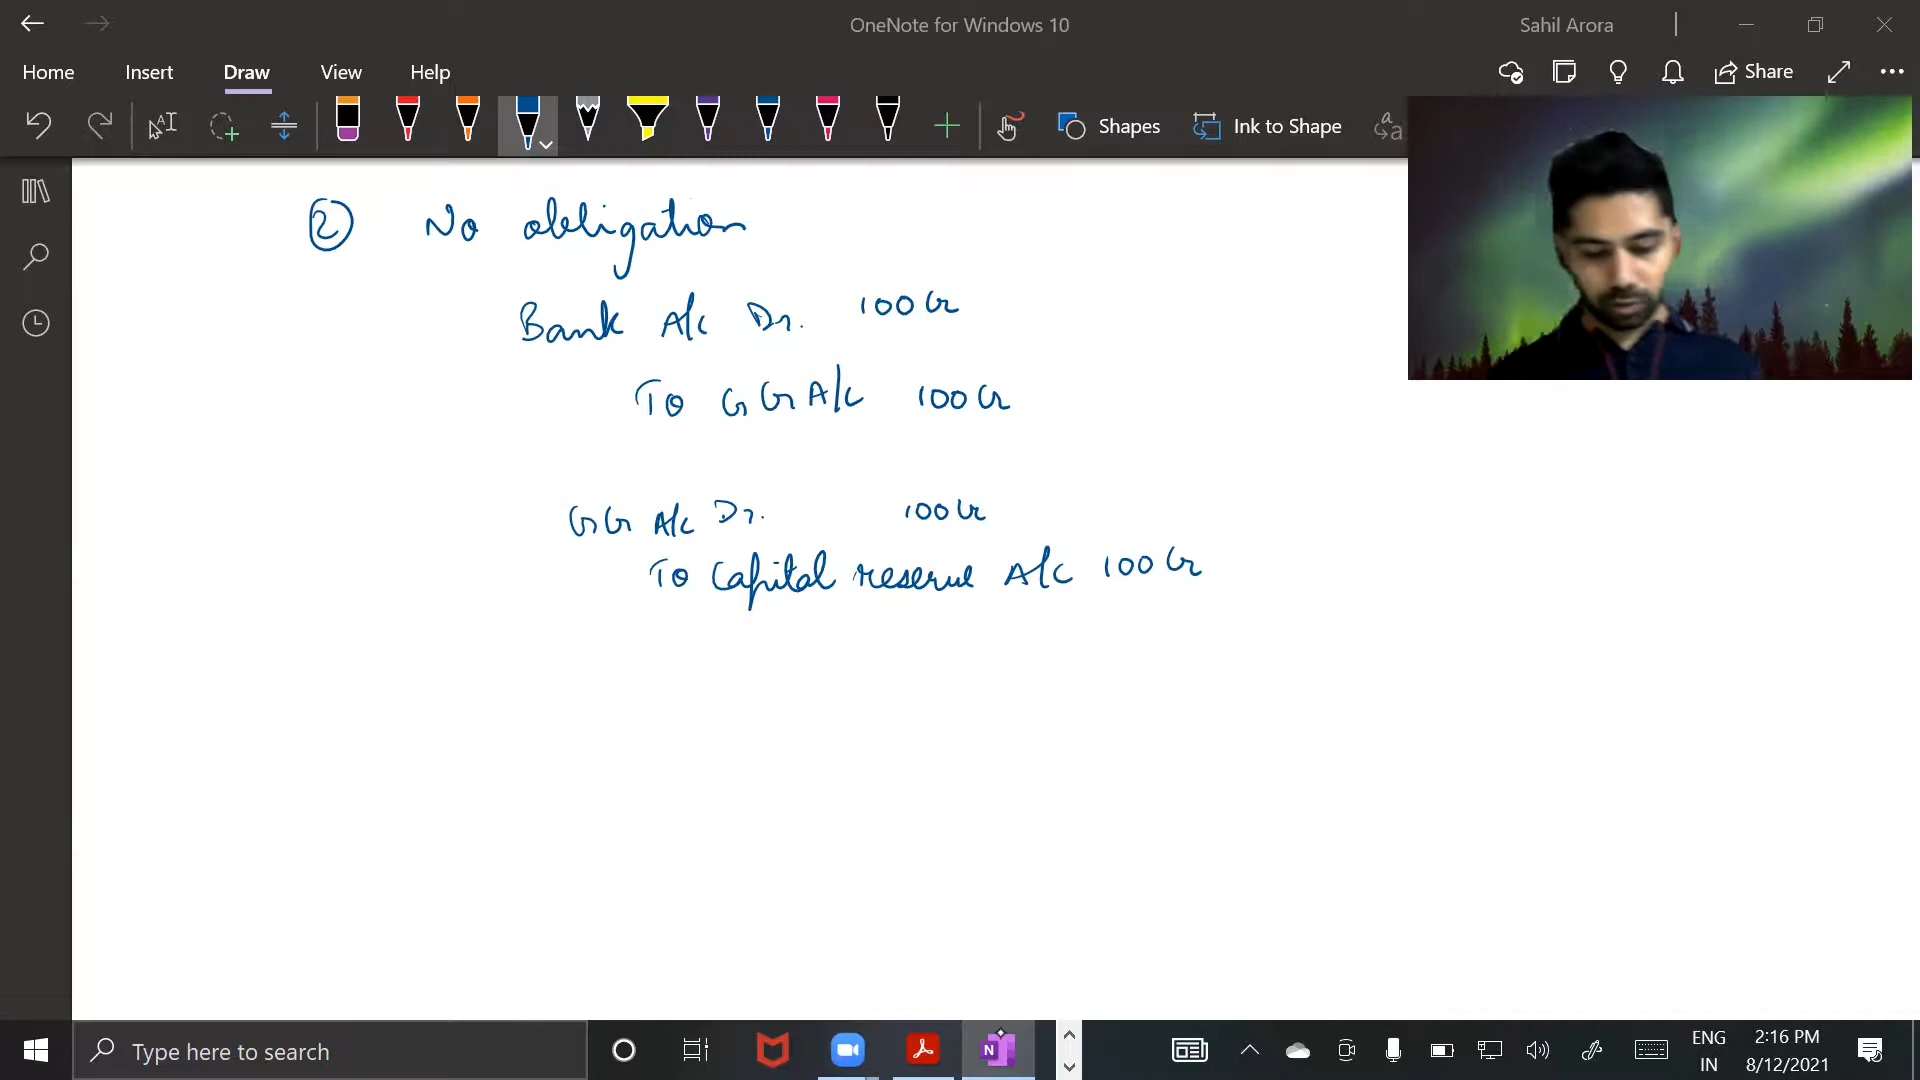 OneNote for Windows 10
Sahil Arora
Home Insert Draw View Help
Share
Shapes
Ink to Shape
② No obligation
Bank A/c Dr. 100 Cr
To GG A/c 100 Cr
GG A/c Dr. 100 Cr
To Capital reserve A/c 100 Cr
Type here to search
ENG
IN
2:16 PM
8/12/2021